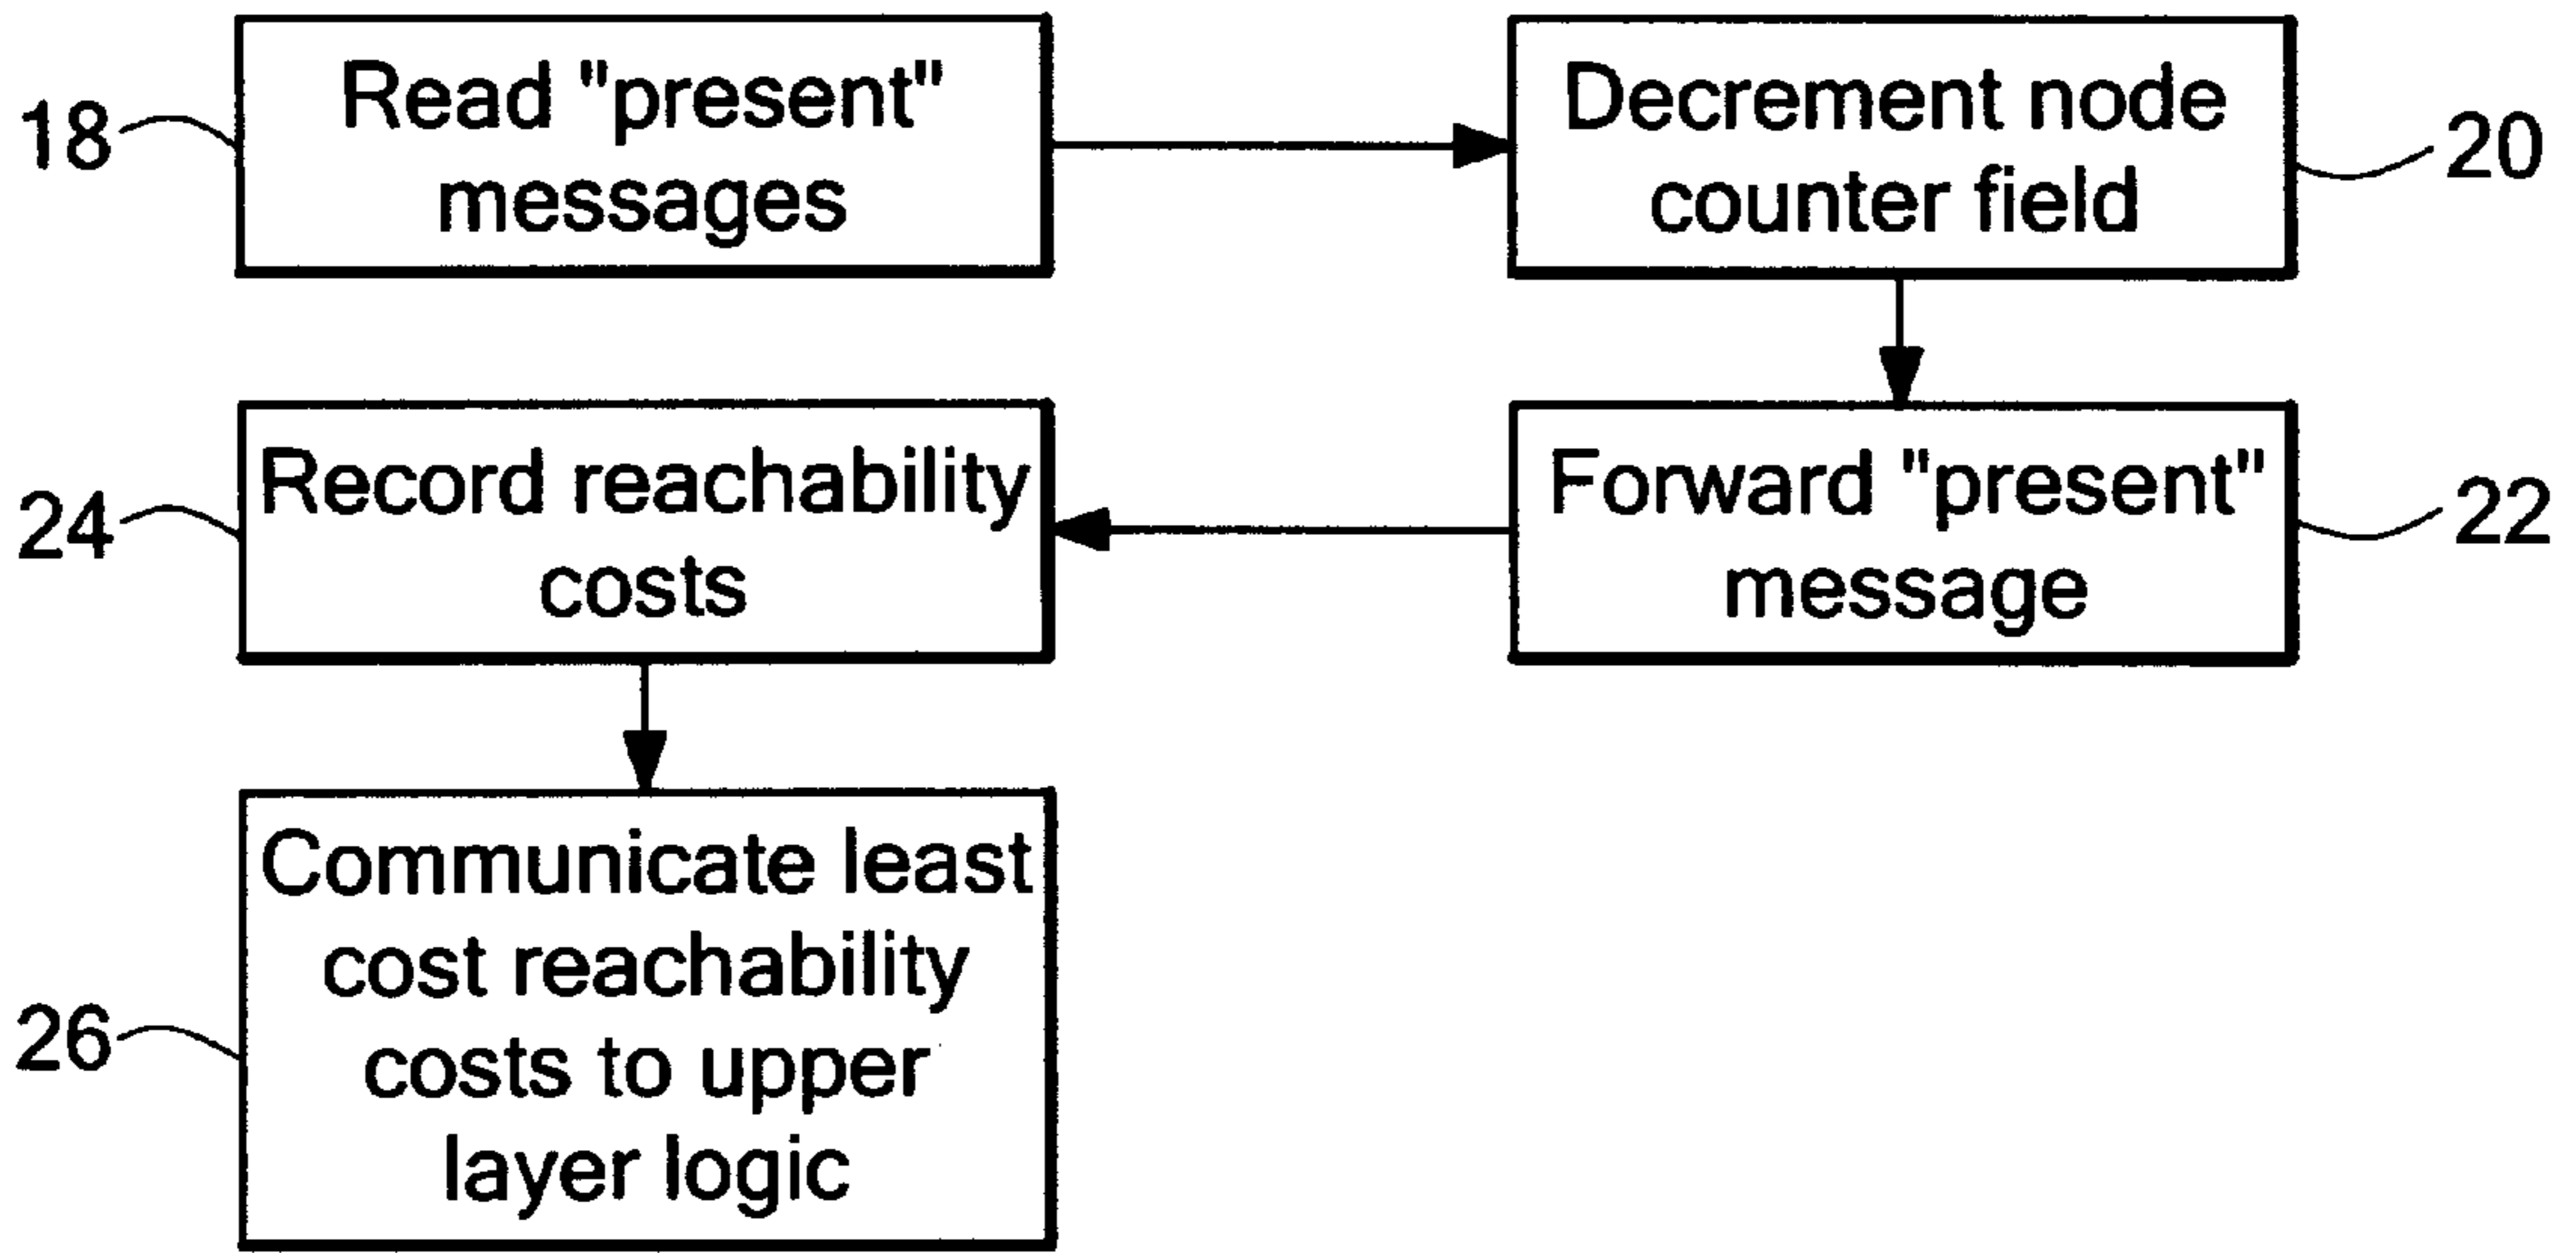 18
Read "present"
messages
Decrement node
counter field
20
24
Record reachability
costs
Forward "present"
message
22
26
Communicate least
cost reachability
costs to upper
layer logic